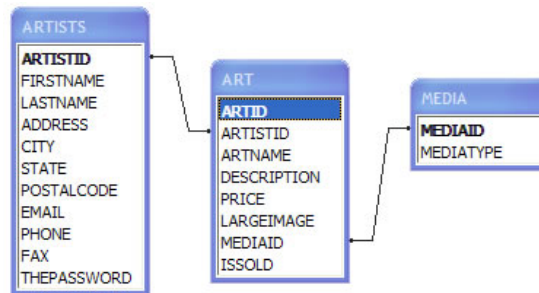 ARTISTS
ARTISTID
FIRSTNAME
LASTNAME
ADDRESS
CITY
STATE
POSTALCODE
EMAIL
PHONE
FAX
THEPASSWORD
ART
ARTID
ARTISTID
ARTNAME
DESCRIPTION
PRICE
LARGEIMAGE
MEDIAID
ISSOLD
MEDIA
MEDIAID
MEDIATYPE